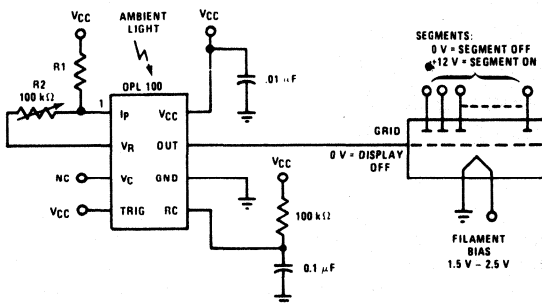 VCC
R1
R2
100 kΩ
AMBIENT
LIGHT
OPL 100
1
IP
VR
VC
TRIG
VCC
OUT
GND
RC
NC
VCC
VCC
.01 µF
VCC
100 kΩ
0.1 µF
SEGMENTS:
0 V = SEGMENT OFF
+12 V = SEGMENT ON
GRID
0 V = DISPLAY
OFF
FILAMENT
BIAS
1.5 V – 2.5 V